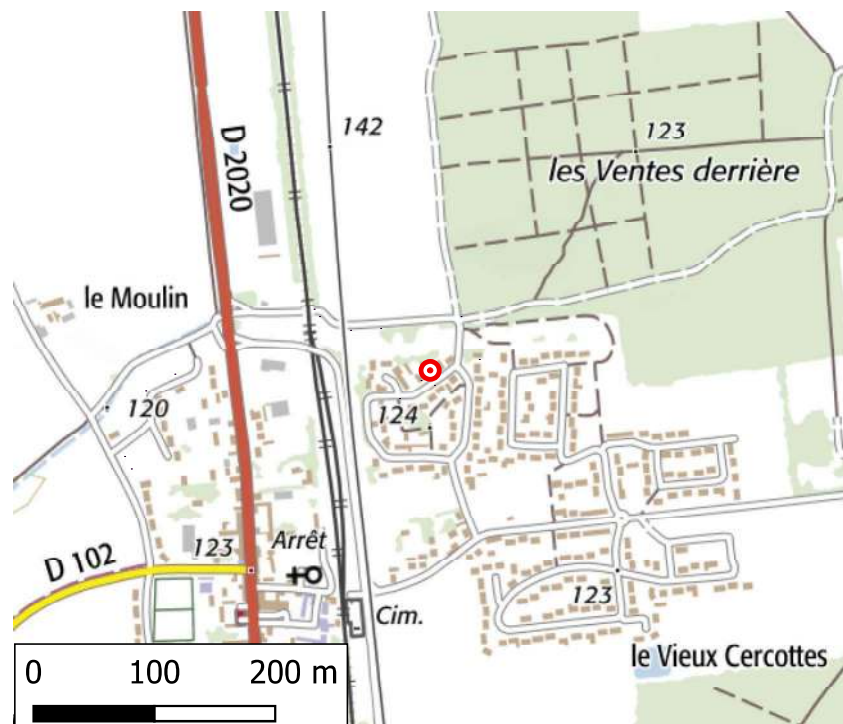 142
123
les Ventes derrière
D 2020
le Moulin
120
124
123
Arrêt
D 102
123
Cim.
le Vieux Cercottes
0 100 200 m